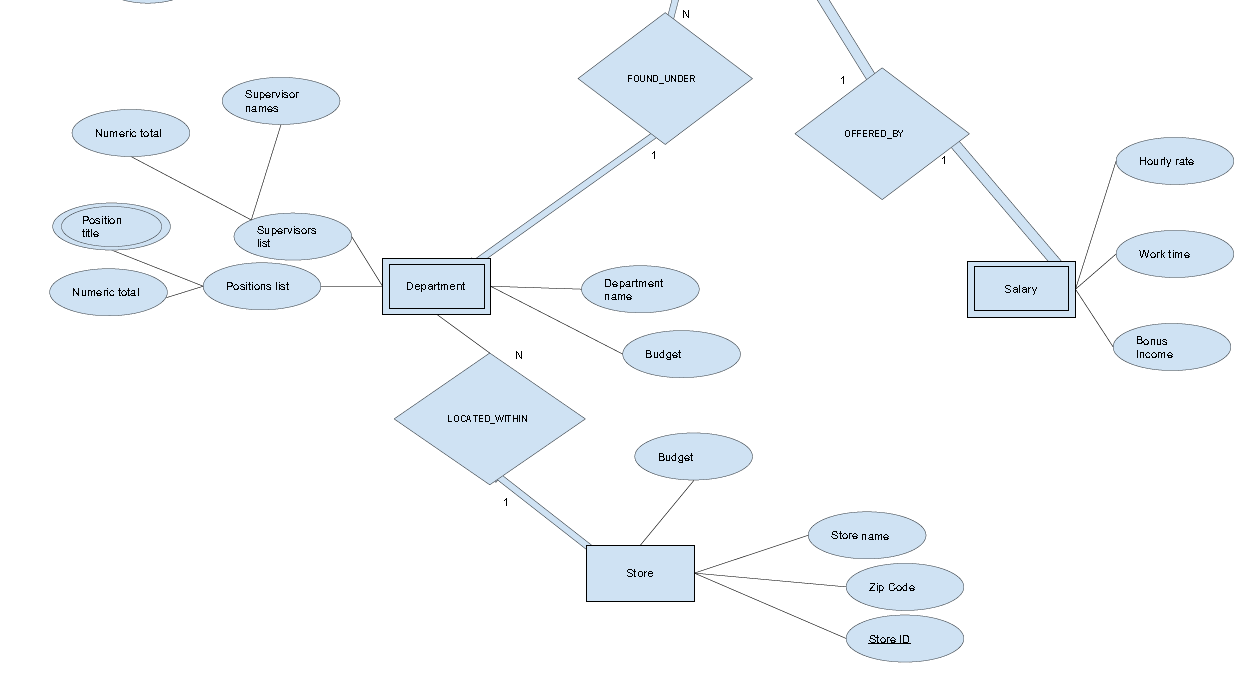 N
FOUND_UNDER
1
1
OFFERED_BY
1
Supervisor
names
Numeric total
Position
title
Supervisors
list
Numeric total
Positions list
Department
Department
name
Budget
Hourly rate
Work time
Salary
Bonus
Income
N
LOCATED_WITHIN
1
Budget
Store
Store name
Zip Code
Store ID